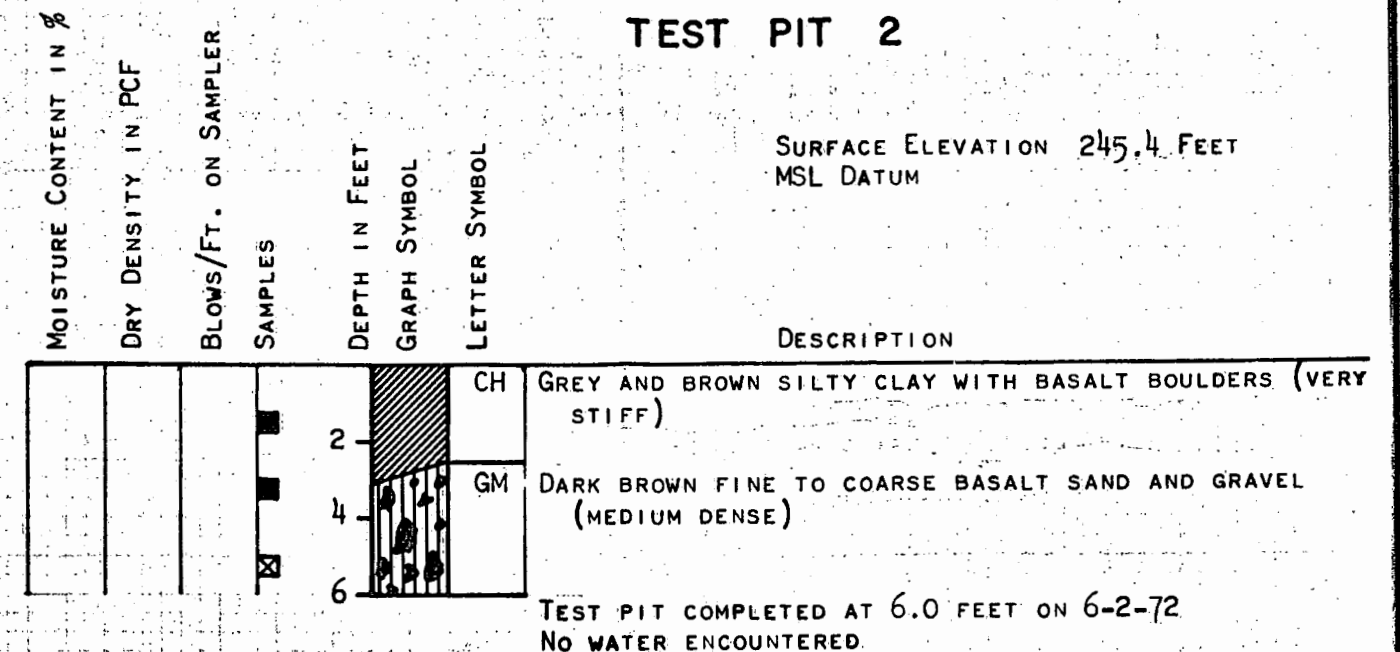 TEST PIT 2
SURFACE ELEVATION 245.4 FEET
MSL DATUM
MOISTURE CONTENT IN %
DRY DENSITY IN PCF
BLOWS/FT. ON SAMPLER
SAMPLES
DEPTH IN FEET
GRAPH SYMBOL
LETTER SYMBOL
DESCRIPTION
CH GREY AND BROWN SILTY CLAY WITH BASALT BOULDERS (VERY
STIFF)
2
GM DARK BROWN FINE TO COARSE BASALT SAND AND GRAVEL
4 (MEDIUM DENSE)
6
TEST PIT COMPLETED AT 6.0 FEET ON 6-2-72
NO WATER ENCOUNTERED